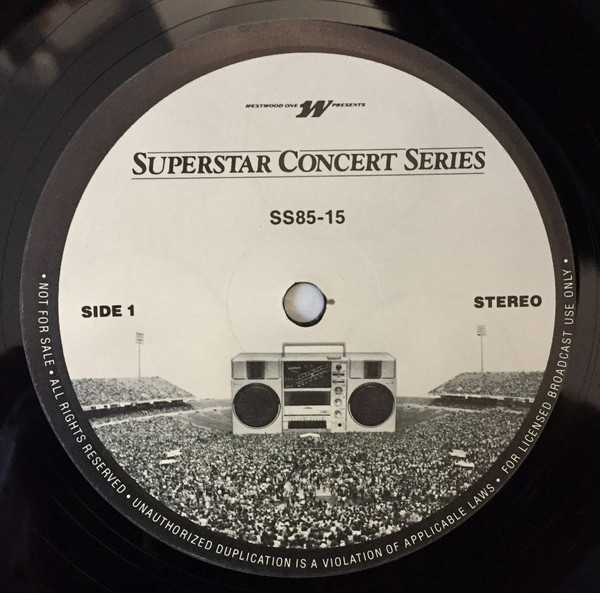 WESTWOOD ONE W PRESENTS
SUPERSTAR CONCERT SERIES
SS85-15
SIDE 1
STEREO
• NOT FOR SALE • ALL RIGHTS RESERVED • UNAUTHORIZED DUPLICATION IS A VIOLATION OF APPLICABLE LAWS • FOR LICENSED BROADCAST USE ONLY •